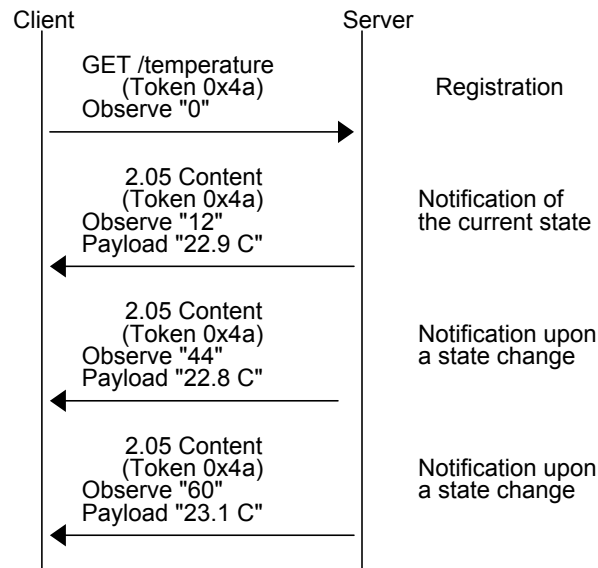 Client Server
GET /temperature
(Token 0x4a)
Observe "0"
Registration
2.05 Content
(Token 0x4a)
Observe "12"
Payload "22.9 C"
Notification of
the current state
2.05 Content
(Token 0x4a)
Observe "44"
Payload "22.8 C"
Notification upon
a state change
2.05 Content
(Token 0x4a)
Observe "60"
Payload "23.1 C"
Notification upon
a state change